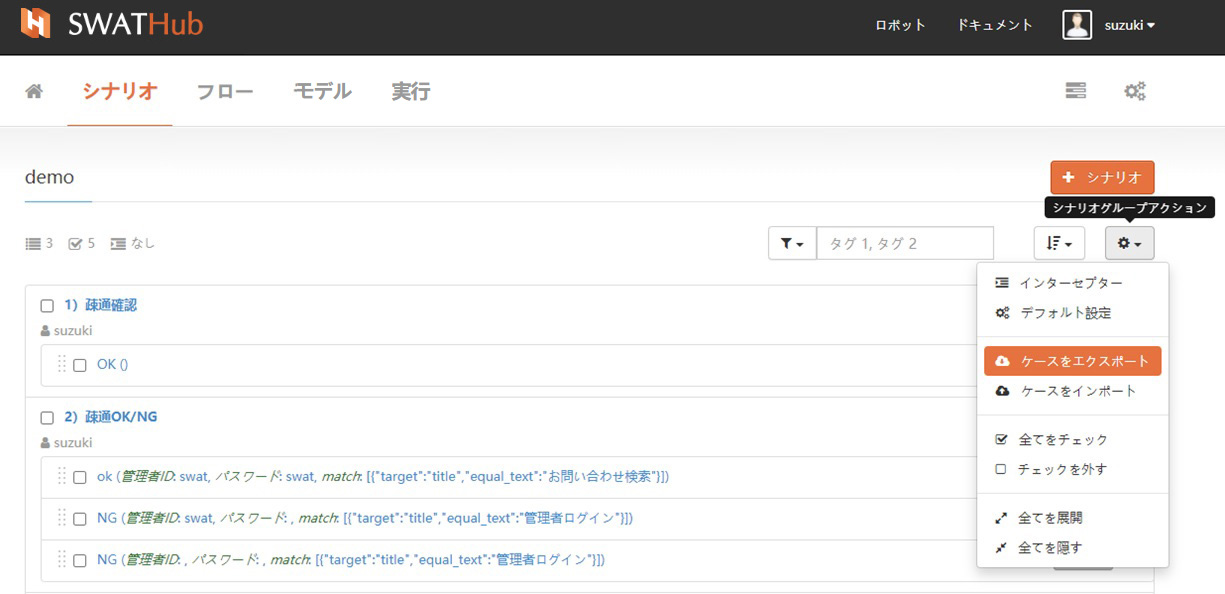 SWATHub
ロボット ドキュメント suzuki
シナリオ フロー モデル 実行
demo
+ シナリオ
シナリオグループアクション
3 5 なし
タグ 1, タグ 2
インターセプター
デフォルト設定
ケースをエクスポート
ケースをインポート
全てをチェック
チェックを外す
全てを展開
全てを隠す
1）疎通確認
suzuki
OK ()
2）疎通OK/NG
suzuki
ok (管理者ID: swat, パスワード: swat, match: [{"target":"title","equal_text":"お問い合わせ検索"}])
NG (管理者ID: swat, パスワード: , match: [{"target":"title","equal_text":"管理者ログイン"}])
NG (管理者ID: , パスワード: , match: [{"target":"title","equal_text":"管理者ログイン"}])